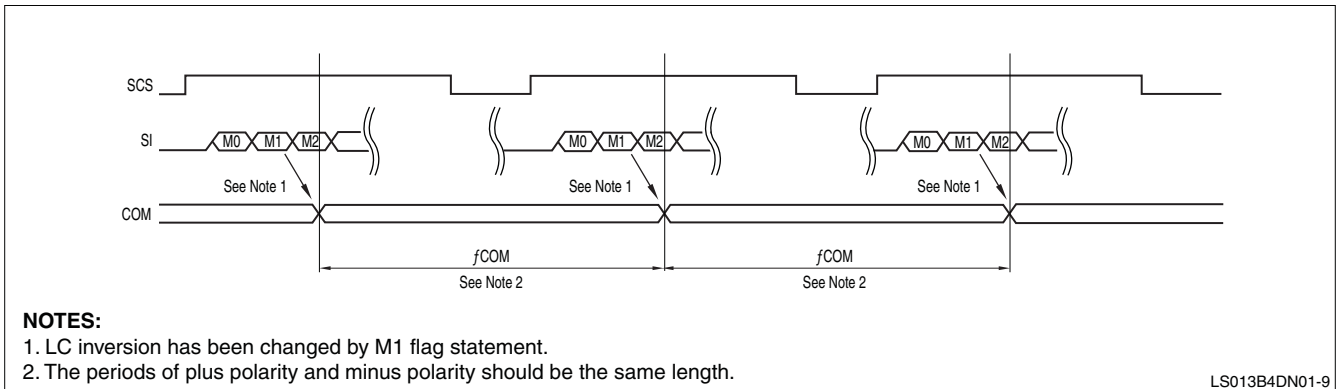 SCS
SI M0 M1 M2 M0 M1 M2 M0 M1 M2
See Note 1 See Note 1 See Note 1
COM
ƒCOM ƒCOM
See Note 2 See Note 2
NOTES:
1. LC inversion has been changed by M1 flag statement.
2. The periods of plus polarity and minus polarity should be the same length.
LS013B4DN01-9